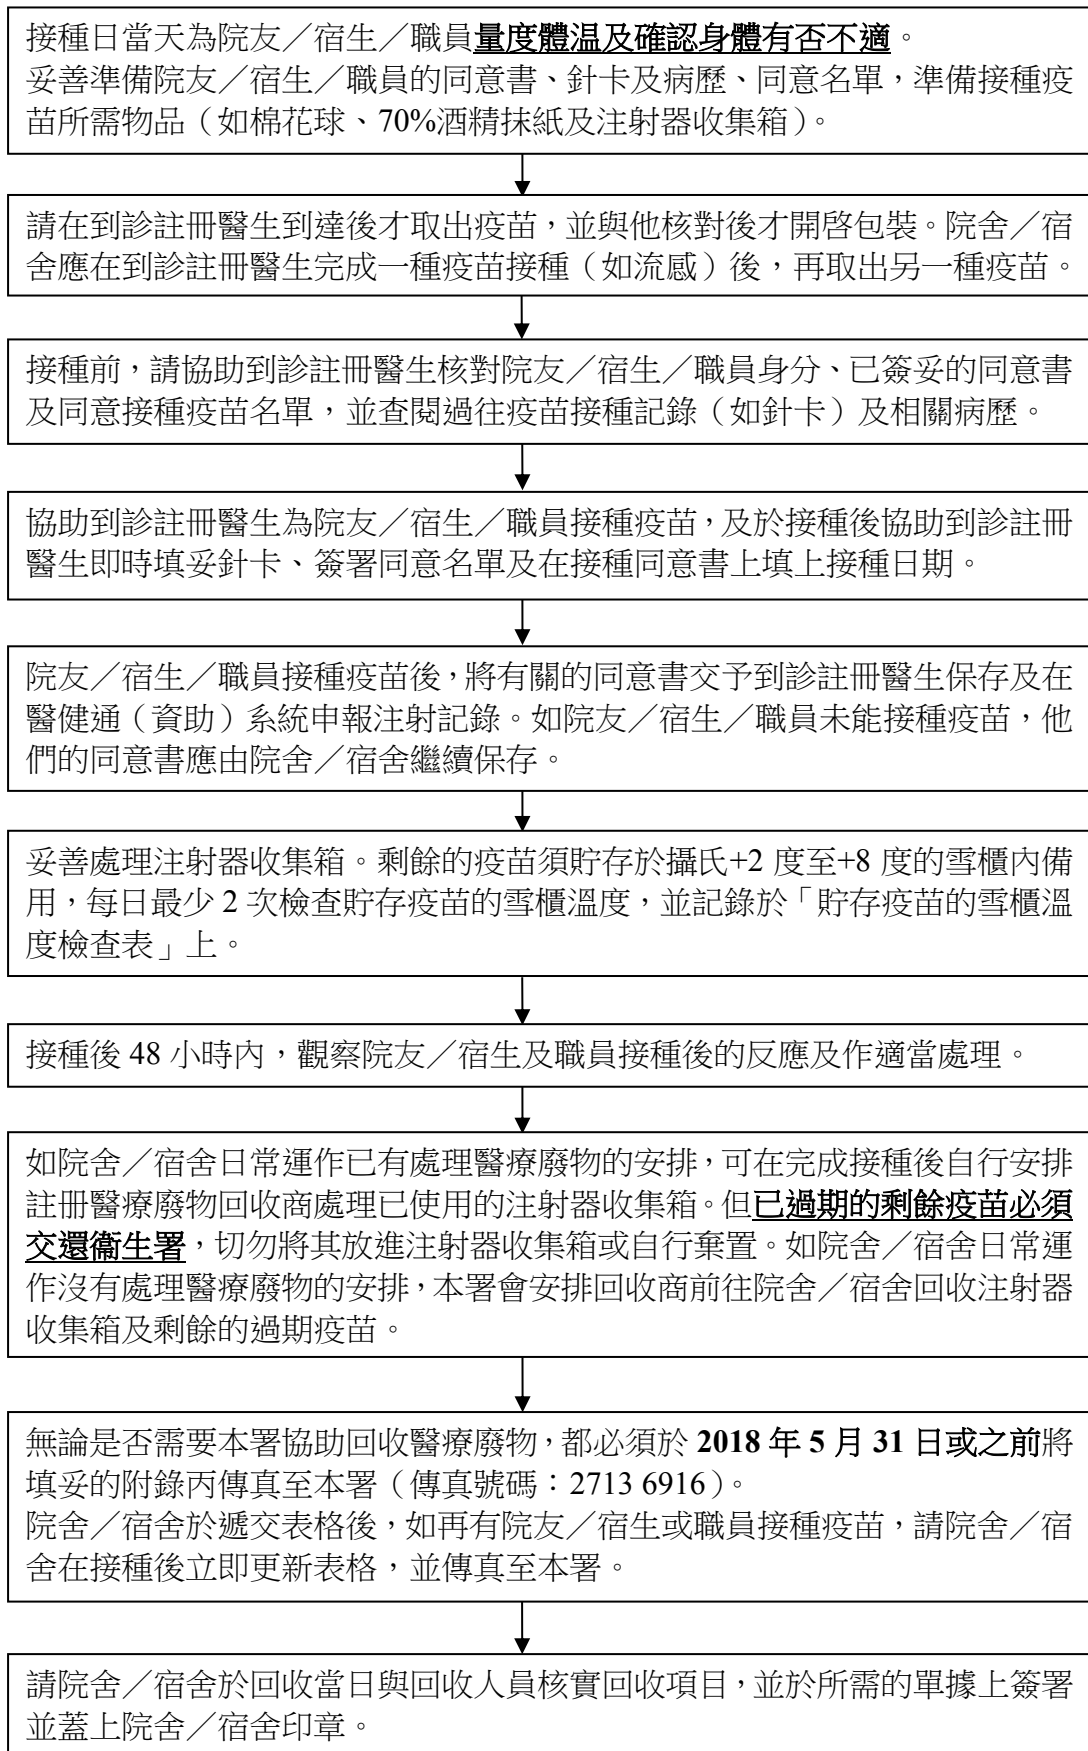 接種日當天為院友／宿生／職員量度體温及確認身體有否不適。
妥善準備院友／宿生／職員的同意書、針卡及病歷、同意名單，準備接種疫
苗所需物品（如棉花球、70%酒精抹紙及注射器收集箱）。
請在到診註冊醫生到達後才取出疫苗，並與他核對後才開啓包裝。院舍／宿
舍應在到診註冊醫生完成一種疫苗接種（如流感）後，再取出另一種疫苗。
接種前，請協助到診註冊醫生核對院友／宿生／職員身分、已簽妥的同意書
及同意接種疫苗名單，並查閱過往疫苗接種記錄（如針卡）及相關病歷。
協助到診註冊醫生為院友／宿生／職員接種疫苗，及於接種後協助到診註冊
醫生即時填妥針卡、簽署同意名單及在接種同意書上填上接種日期。
院友／宿生／職員接種疫苗後，將有關的同意書交予到診註冊醫生保存及在
醫健通（資助）系統申報注射記錄。如院友／宿生／職員未能接種疫苗，他
們的同意書應由院舍／宿舍繼續保存。
妥善處理注射器收集箱。剩餘的疫苗須貯存於攝氏+2 度至+8 度的雪櫃內備
用，每日最少 2 次檢查貯存疫苗的雪櫃溫度，並記錄於「貯存疫苗的雪櫃溫
度檢查表」上。
接種後 48 小時內，觀察院友／宿生及職員接種後的反應及作適當處理。
如院舍／宿舍日常運作已有處理醫療廢物的安排，可在完成接種後自行安排
註冊醫療廢物回收商處理已使用的注射器收集箱。但已過期的剩餘疫苗必須
交還衞生署，切勿將其放進注射器收集箱或自行棄置。如院舍／宿舍日常運
作沒有處理醫療廢物的安排，本署會安排回收商前往院舍／宿舍回收注射器
收集箱及剩餘的過期疫苗。
無論是否需要本署協助回收醫療廢物，都必須於 2018 年 5 月 31 日或之前將
填妥的附錄丙傳真至本署（傳真號碼：2713 6916）。
院舍／宿舍於遞交表格後，如再有院友／宿生或職員接種疫苗，請院舍／宿
舍在接種後立即更新表格，並傳真至本署。
請院舍／宿舍於回收當日與回收人員核實回收項目，並於所需的單據上簽署
並蓋上院舍／宿舍印章。